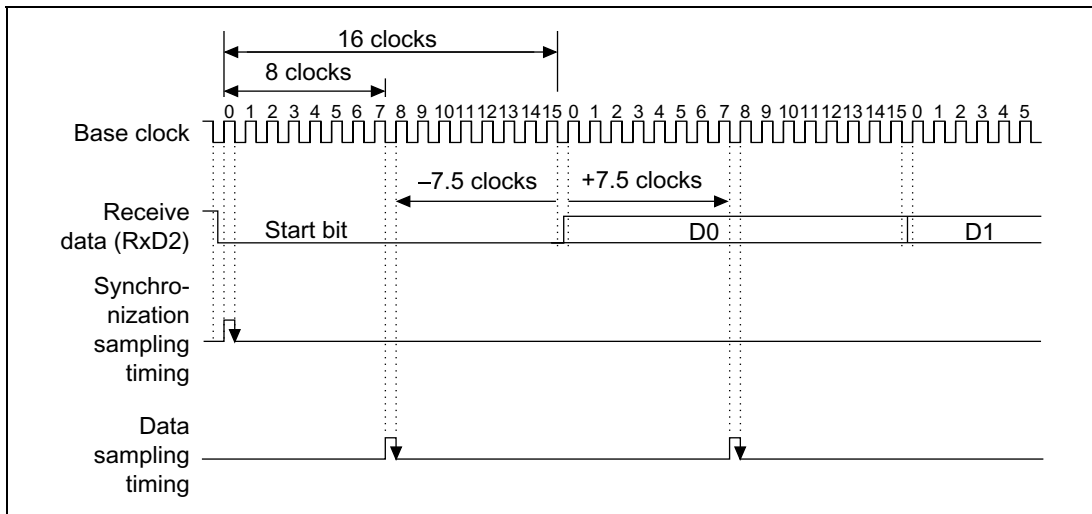 16 clocks
8 clocks
0 1 2 3 4 5 6 7 8 9 10 11 12 13 14 15 0 1 2 3 4 5 6 7 8 9 10 11 12 13 14 15 0 1 2 3 4 5
Base clock
–7.5 clocks
+7.5 clocks
Receive
data (RxD2)
Start bit
D0
D1
Synchro-
nization
sampling
timing
Data
sampling
timing